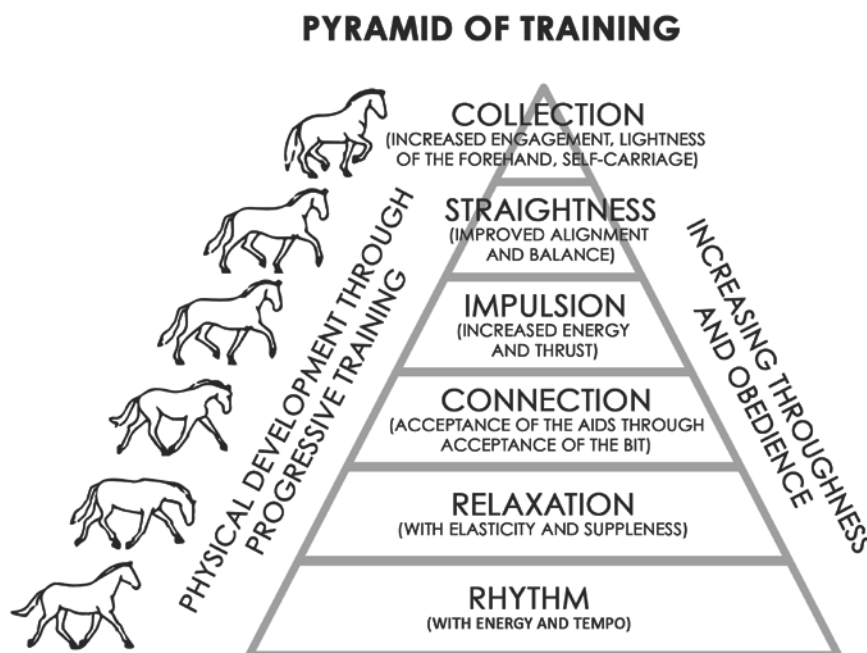 PYRAMID OF TRAINING
COLLECTION
(INCREASED ENGAGEMENT, LIGHTNESS
OF THE FOREHAND, SELF-CARRIAGE)
STRAIGHTNESS
(IMPROVED ALIGNMENT
AND BALANCE)
IMPULSION
(INCREASED ENERGY
AND THRUST)
CONNECTION
(ACCEPTANCE OF THE AIDS THROUGH
ACCEPTANCE OF THE BIT)
RELAXATION
(WITH ELASTICITY AND SUPPLENESS)
RHYTHM
(WITH ENERGY AND TEMPO)
PHYSICAL DEVELOPMENT THROUGH
PROGRESSIVE TRAINING
INCREASING THROUGHNESS
AND OBEDIENCE